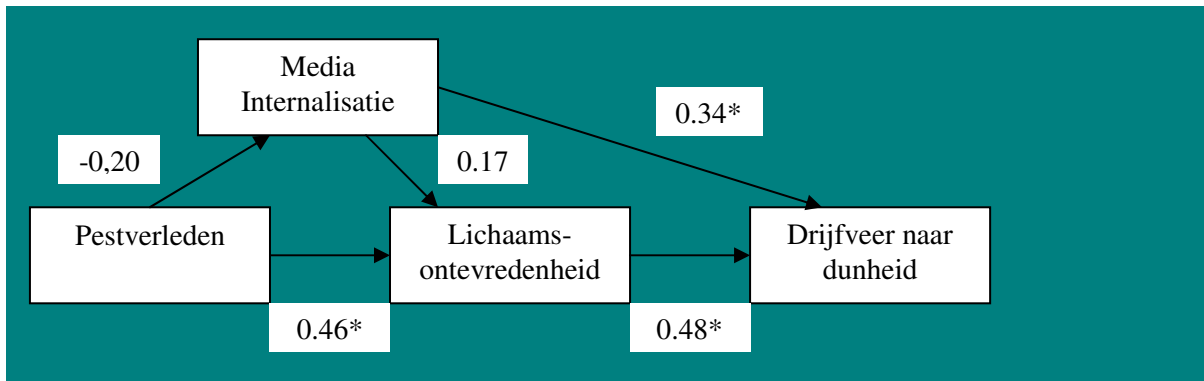 Media
Internalisatie
0.34*
-0,20
0.17
Pestverleden
Lichaams-
ontevredenheid
Drijfveer naar
dunheid
0.46*
0.48*